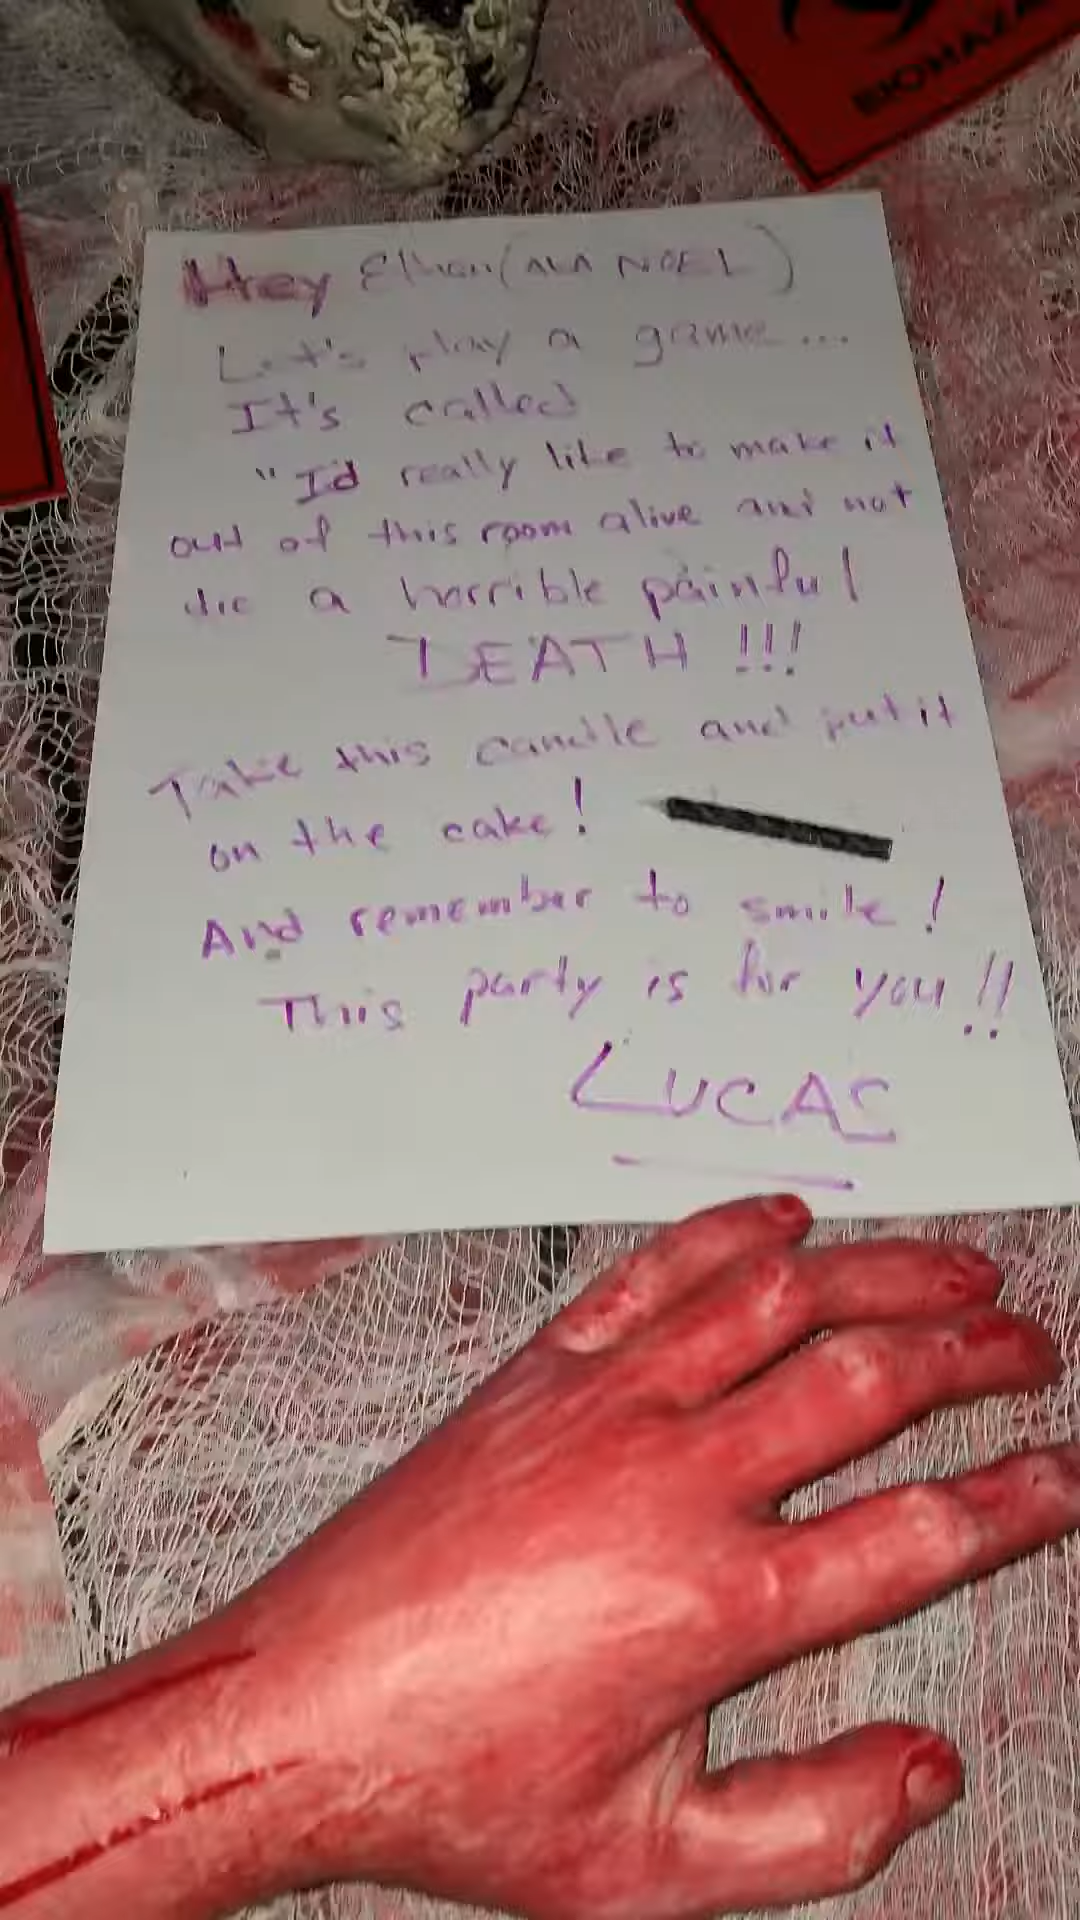 BIOHAZA
Hey Ethan (AKA NOEL)
Let's play a game...
It's called
"I'd really like to make it
out of this room alive and not
die a horrible painful
DEATH!!!
Take this candle and put it
on the cake!
And remember to smile!
This party is for you!!
LUCAS